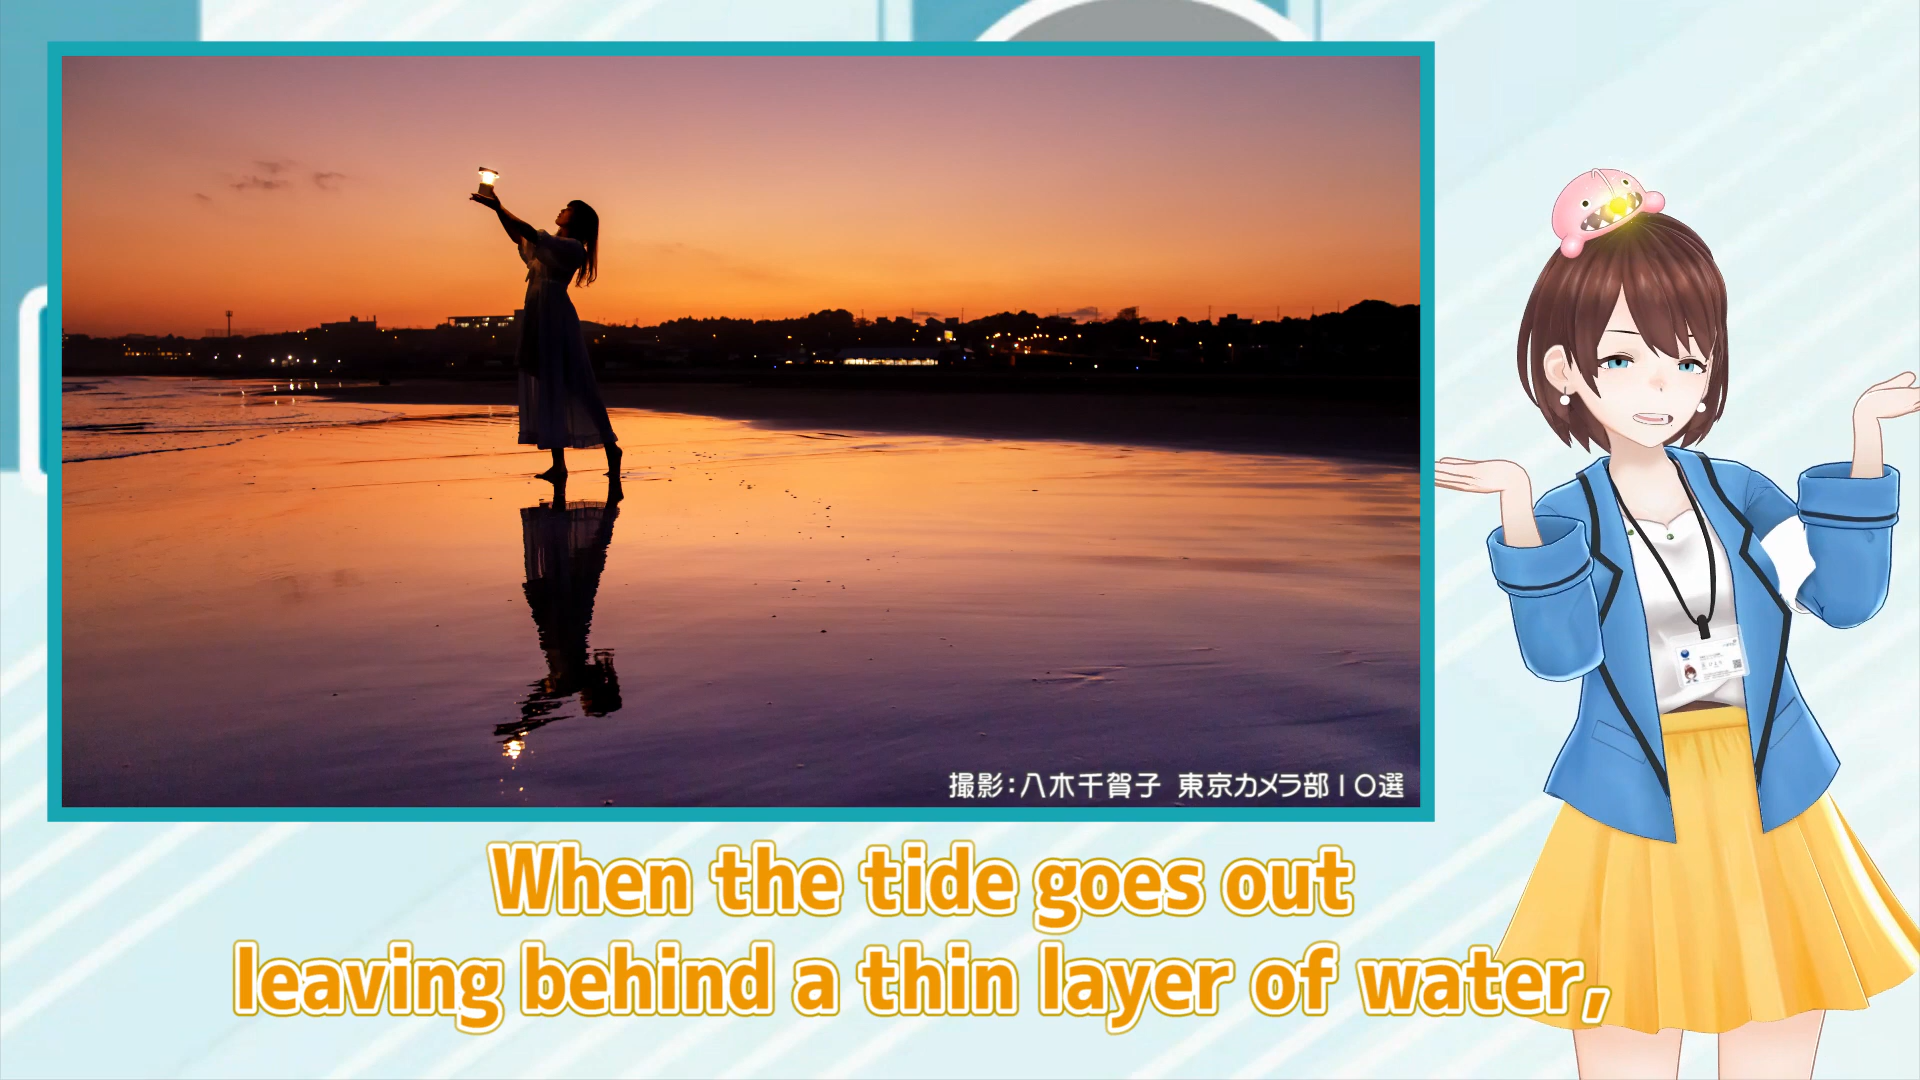 撮影:八木千賀子 東京カメラ部10選
When the tide goes out
leaving behind a thin layer of water,